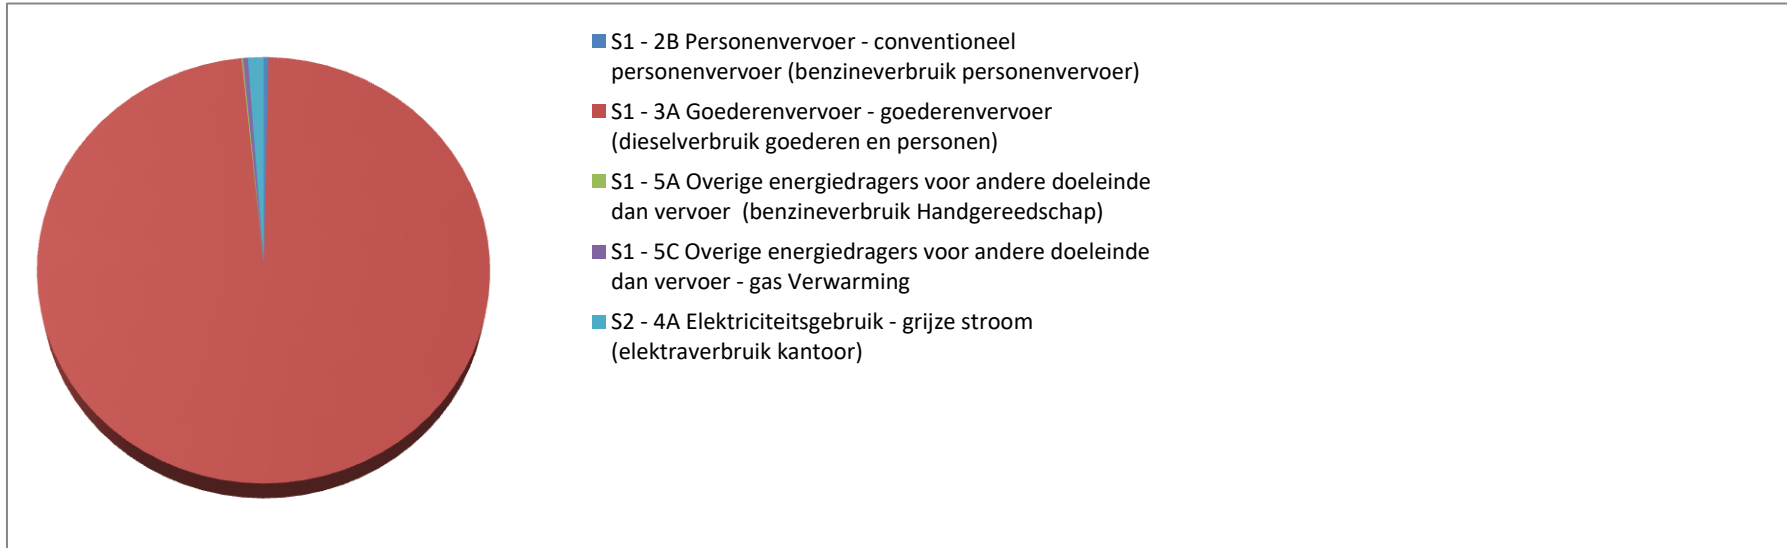 S1 - 2B Personenvervoer - conventioneel
personenvervoer (benzineverbruik personenvervoer)
S1 - 3A Goederenvervoer - goederenvervoer
(dieselverbruik goederen en personen)
S1 - 5A Overige energiedragers voor andere doeleinde
dan vervoer  (benzineverbruik Handgereedschap)
S1 - 5C Overige energiedragers voor andere doeleinde
dan vervoer - gas Verwarming
S2 - 4A Elektriciteitsgebruik - grijze stroom
(elektraverbruik kantoor)